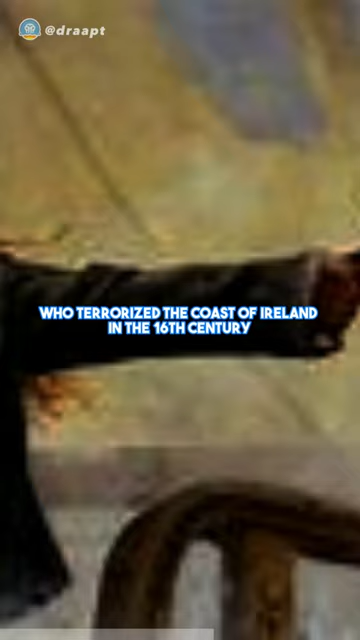 @draapt
WHO TERRORIZED THE COAST OF IRELAND
IN THE 16TH CENTURY